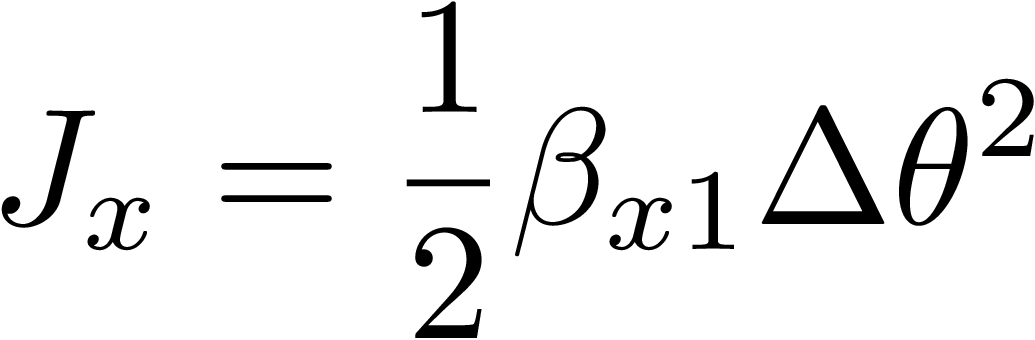 J_x = \frac{1}{2} \beta_{x1} \Delta\theta^2